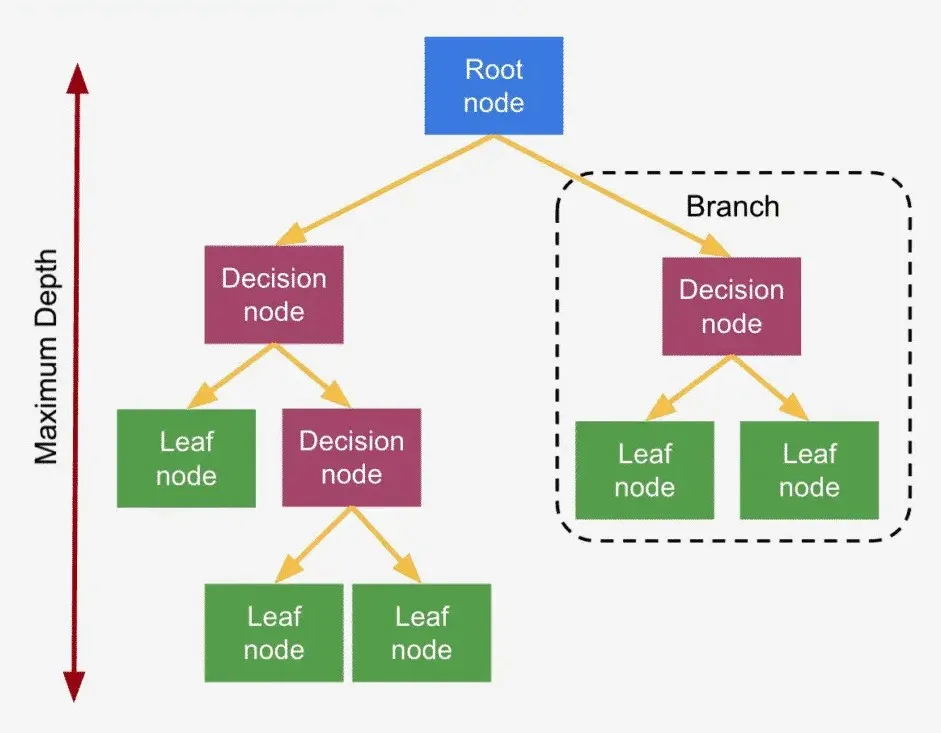 Root
node
Branch
Decision
node
Decision
node
Maximum Depth
Leaf
node
Decision
node
Leaf
node
Leaf
node
Leaf
node
Leaf
node